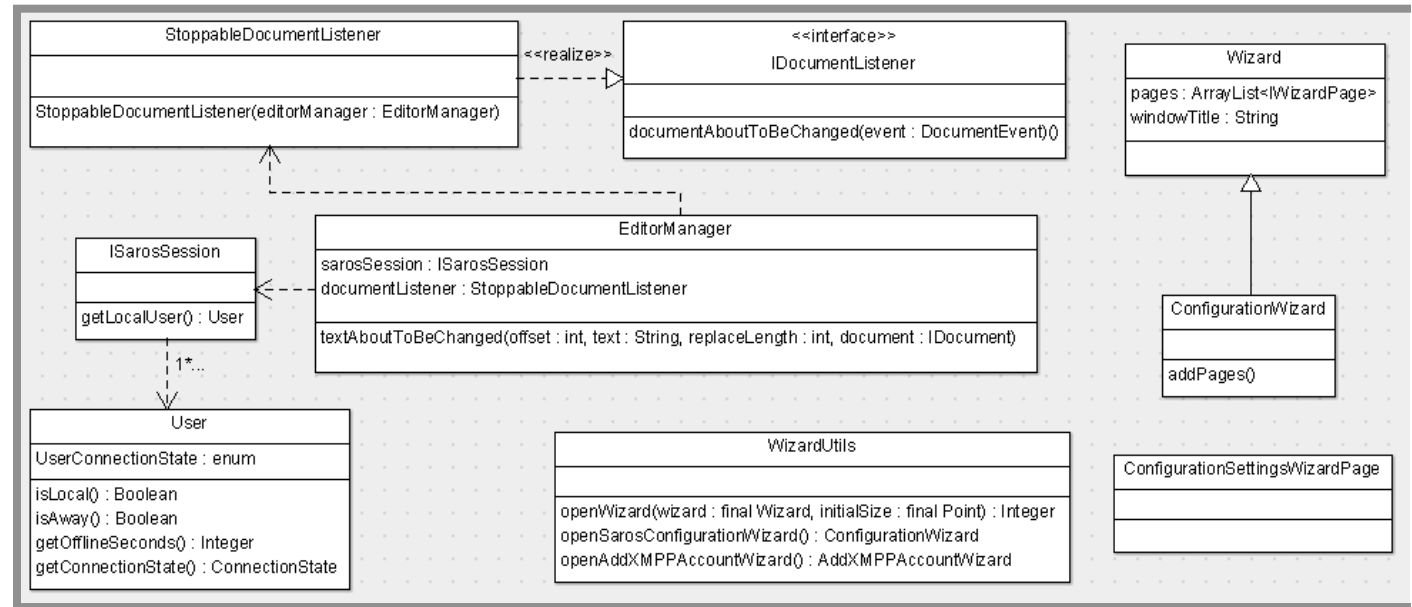 StoppableDocumentListener
StoppableDocumentListener(editorManager : EditorManager)
<<realize>>
<<interface>>
IDocumentListener
documentAboutToBeChanged(event : DocumentEvent)()
Wizard
pages : ArrayList<IWizardPage>
windowTitle : String
ISarosSession
getLocalUser() : User
EditorManager
sarosSession : ISarosSession
documentListener : StoppableDocumentListener
textAboutToBeChanged(offset : int, text : String, replaceLength : int, document : IDocument)
ConfigurationWizard
addPages()
1*...
User
UserConnectionState : enum
isLocal() : Boolean
isAway() : Boolean
getOfflineSeconds() : Integer
getConnectionState() : ConnectionState
WizardUtils
openWizard(wizard : final Wizard, initialSize : final Point) : Integer
openSarosConfigurationWizard() : ConfigurationWizard
openAddXMPPAccountWizard() : AddXMPPAccountWizard
ConfigurationSettingsWizardPage